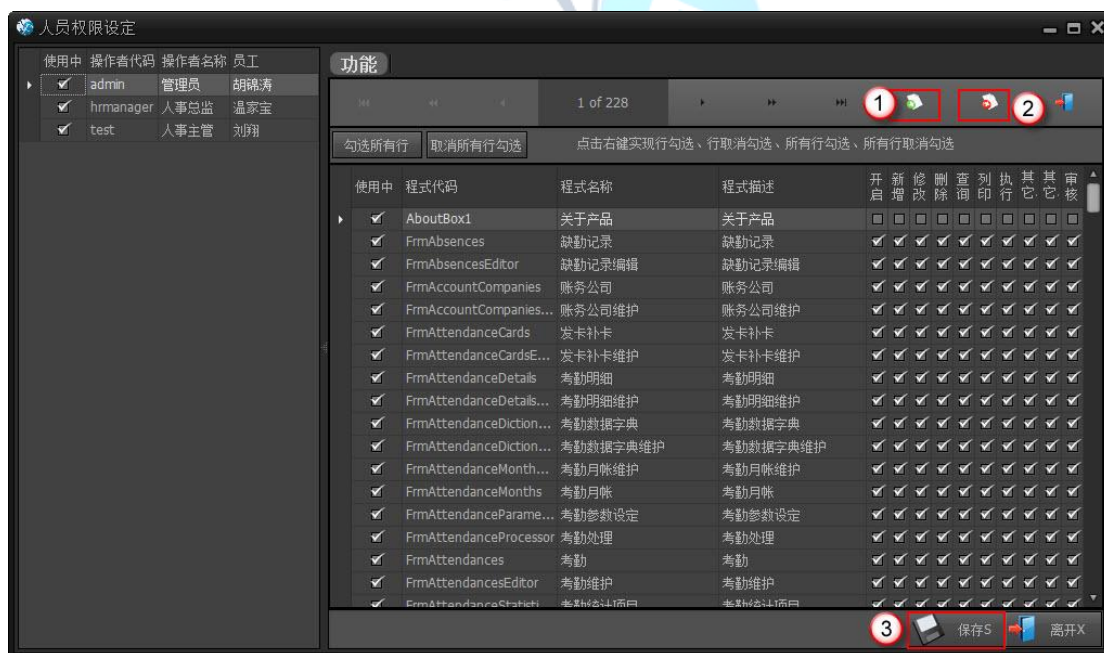 人员权限设定
使用中 操作者代码 操作者名称 员工
admin 管理员 胡锦涛
hrmanager 人事总监 温家宝
test 人事主管 刘翔
功能
1 of 228
1
2
勾选所有行 取消所有行勾选 点击右鍵实现行勾选、行取消勾选、所有行勾选、所有行取消勾选
使用中 程式代码 程式名称 程式描述 开启 新增 修改 删除 查询 列印 执行 其它 其它 审核
AboutBox1 关于产品 关于产品
FrmAbsences 缺勤记录 缺勤记录
FrmAbsencesEditor 缺勤记录编辑 缺勤记录编辑
FrmAccountCompanies 账务公司 账务公司
FrmAccountCompanies... 账务公司维护 账务公司维护
FrmAttendanceCards 发卡补卡 发卡补卡
FrmAttendanceCardsE... 发卡补卡维护 发卡补卡维护
FrmAttendanceDetails 考勤明细 考勤明细
FrmAttendanceDetails... 考勤明细维护 考勤明细维护
FrmAttendanceDiction... 考勤数据字典 考勤数据字典
FrmAttendanceDiction... 考勤数据字典维护 考勤数据字典维护
FrmAttendanceMonth... 考勤月帐维护 考勤月帐维护
FrmAttendanceMonths 考勤月帐 考勤月帐
FrmAttendanceParame... 考勤参数设定 考勤参数设定
FrmAttendanceProcessor 考勤处理 考勤处理
FrmAttendances 考勤 考勤
FrmAttendancesEditor 考勤维护 考勤维护
FrmAttendanceStatisti... 考勤统计项目 考勤统计项目
3 保存S 离开X